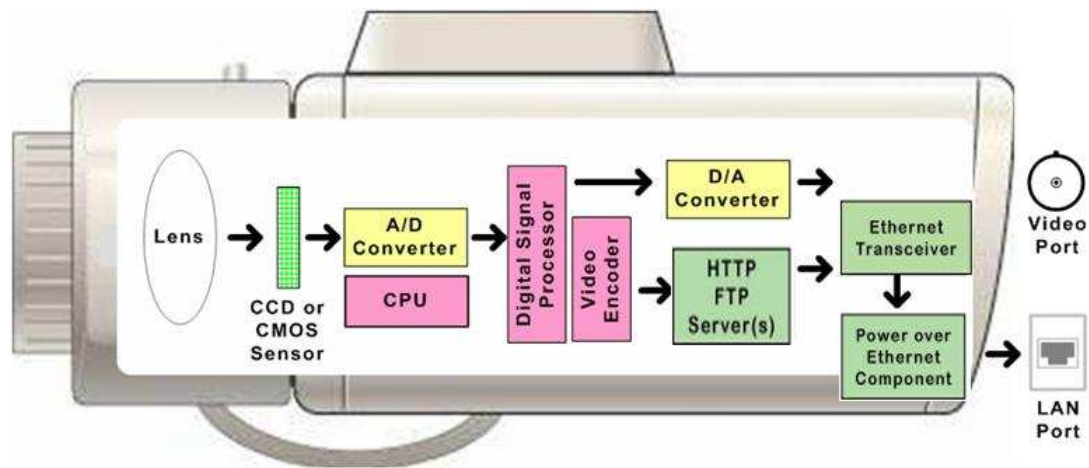 Lens
CCD or
CMOS
Sensor
A/D
Converter
CPU
Digital Signal
Processor
Video
Encoder
D/A
Converter
HTTP
FTP
Server(s)
Ethernet
Transceiver
Power over
Ethernet
Component
Video
Port
LAN
Port